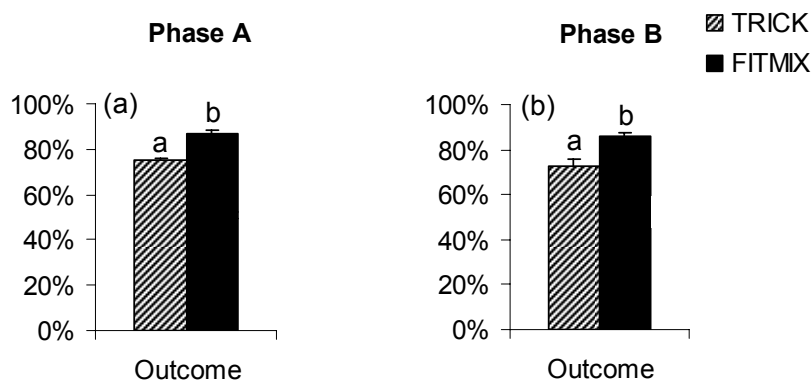 Phase A
Phase B
TRICK
FITMIX
(a)
100%
80%
60%
40%
20%
0%
a
b
Outcome
(b)
100%
80%
60%
40%
20%
0%
a
b
Outcome